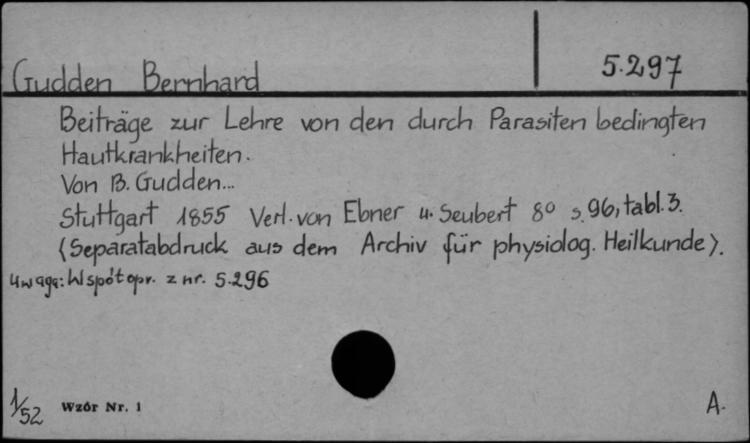 Gudden Bernhard 5.297
Beiträge zur Lehre von den durch Parasiten bedingten
Hautkrankheiten.
Von B. Gudden...
Stuttgart 1855 Verl. von Ebner u. Seubert 8° s. 96, tabl. 3.
(Separatabdruck aus dem Archiv für physiolog. Heilkunde).
Uwaga: Współopr. z nr. 5.296
1/52 Wzór Nr. 1 A.